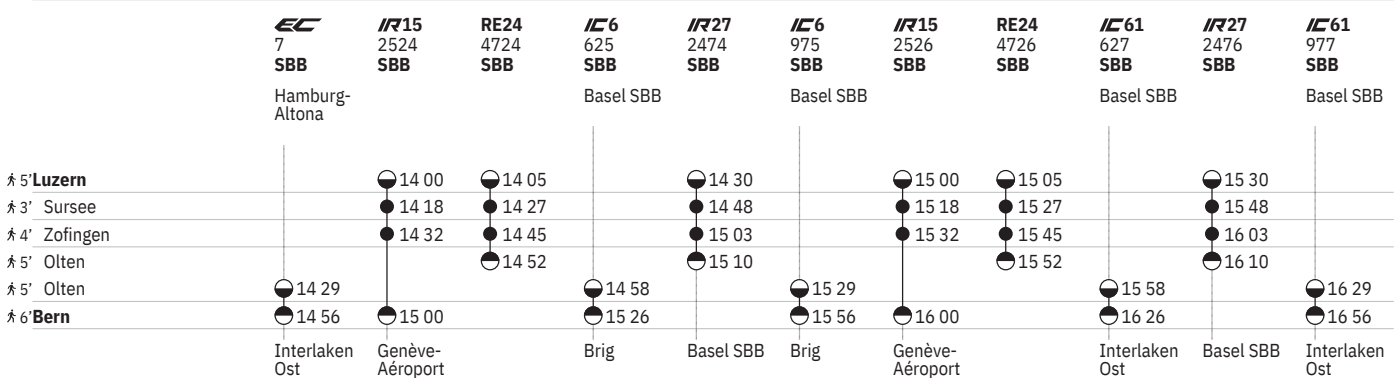 EC IR15 RE24 IC6 IR27 IC6 IR15 RE24 IC61 IR27 IC61
7 2524 4724 625 2474 975 2526 4726 627 2476 977
SBB SBB SBB SBB SBB SBB SBB SBB SBB SBB SBB
Hamburg- Basel SBB Basel SBB Basel SBB Basel SBB
Altona
5' Luzern 14 00 14 05 14 30 15 00 15 05 15 30
3' Sursee 14 18 14 27 14 48 15 18 15 27 15 48
4' Zofingen 14 32 14 45 15 03 15 32 15 45 16 03
5' Olten 14 52 15 10 15 52 16 10
5' Olten 14 29 14 58 15 29 15 58 16 29
6' Bern 14 56 15 00 15 26 15 56 16 00 16 26 16 56
Interlaken Genève- Brig Basel SBB Brig Genève- Interlaken Basel SBB Interlaken
Ost Aéroport Aéroport Ost Ost